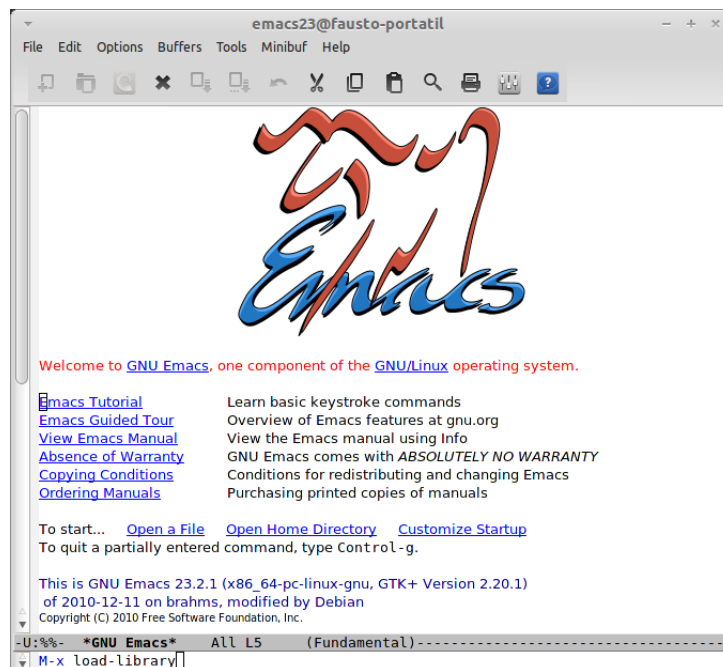 emacs23@fausto-portatil
File Edit Options Buffers Tools Minibuf Help
Emacs
Welcome to GNU Emacs, one component of the GNU/Linux operating system.
Emacs Tutorial Learn basic keystroke commands
Emacs Guided Tour Overview of Emacs features at gnu.org
View Emacs Manual View the Emacs manual using Info
Absence of Warranty GNU Emacs comes with ABSOLUTELY NO WARRANTY
Copying Conditions Conditions for redistributing and changing Emacs
Ordering Manuals Purchasing printed copies of manuals
To start... Open a File Open Home Directory Customize Startup
To quit a partially entered command, type Control-g.
This is GNU Emacs 23.2.1 (x86_64-pc-linux-gnu, GTK+ Version 2.20.1)
of 2010-12-11 on brahms, modified by Debian
Copyright (C) 2010 Free Software Foundation, Inc.
-U:%%- *GNU Emacs* All L5 (Fundamental)----------------------------------
M-x load-library